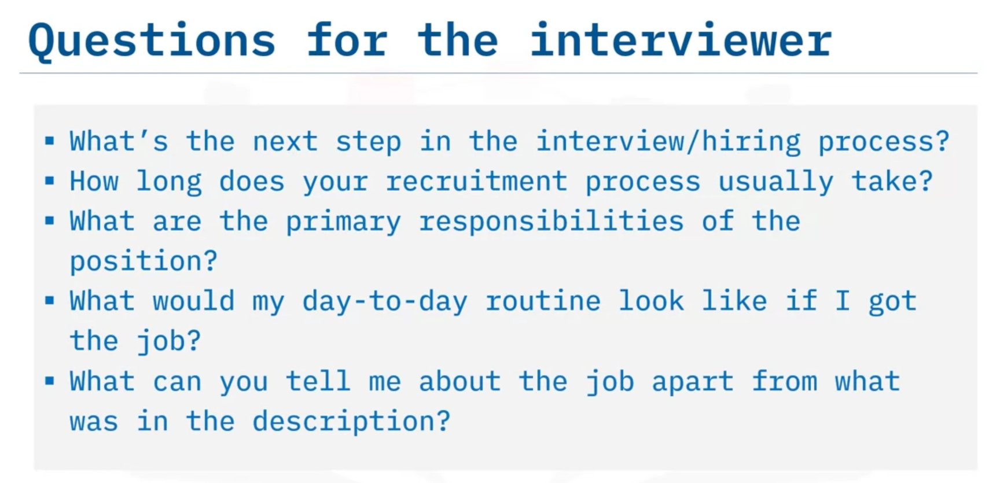 Questions for the interviewer
▪ What’s the next step in the interview/hiring process?
▪ How long does your recruitment process usually take?
▪ What are the primary responsibilities of the
position?
▪ What would my day-to-day routine look like if I got
the job?
▪ What can you tell me about the job apart from what
was in the description?